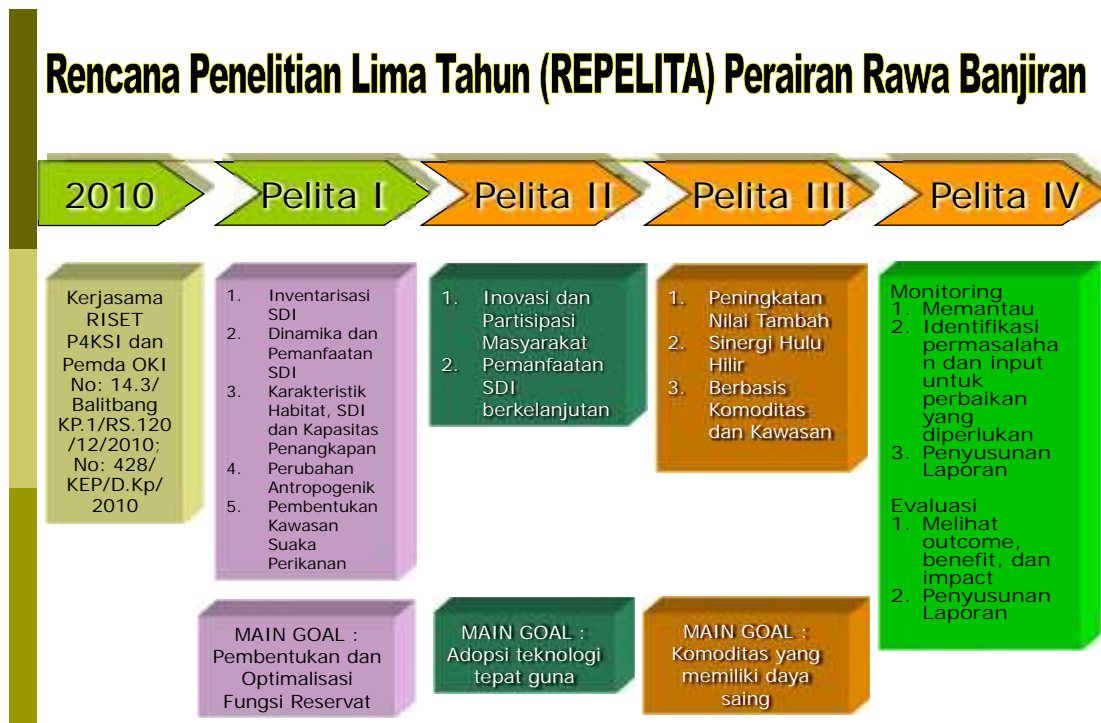 Rencana Penelitian Lima Tahun (REPELITA) Perairan Rawa Banjiran
2010
Pelita I
Pelita II
Pelita III
Pelita IV
Kerjasama
RISET
P4KSI dan
Pemda OKI
No: 14.3/
Balitbang
KP.1/RS.120
/12/2010;
No: 428/
KEP/D.Kp/
2010
1. Inventarisasi
SDI
2. Dinamika dan
Pemanfaatan
SDI
3. Karakteristik
Habitat, SDI
dan Kapasitas
Penangkapan
4. Perubahan
Antropogenik
5. Pembentukan
Kawasan
Suaka
Perikanan
MAIN GOAL :
Pembentukan dan
Optimalisasi
Fungsi Reservat
1. Inovasi dan
Partisipasi
Masyarakat
2. Pemanfaatan
SDI
berkelanjutan
MAIN GOAL :
Adopsi teknologi
tepat guna
1. Peningkatan
Nilai Tambah
2. Sinergi Hulu
Hilir
3. Berbasis
Komoditas
dan Kawasan
MAIN GOAL :
Komoditas yang
memiliki daya
saing
Monitoring
1. Memantau
2. Identifikasi
permasalaha
n dan input
untuk
perbaikan
yang
diperlukan
3. Penyusunan
Laporan
Evaluasi
1. Melihat
outcome,
benefit, dan
impact
2. Penyusunan
Laporan